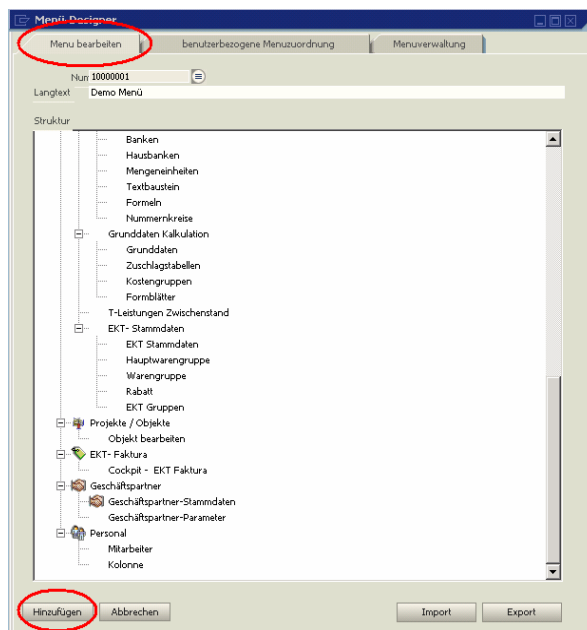 Menü-Designer
Menu bearbeiten
benutzerbezogene Menuzuordnung
Menuverwaltung
Num 10000001
Langtext Demo Menü
Struktur
Banken
Hausbanken
Mengeneinheiten
Textbaustein
Formeln
Nummernkreise
Grunddaten Kalkulation
Grunddaten
Zuschlagstabellen
Kostengruppen
Formblätter
T-Leistungen Zwischenstand
EKT- Stammdaten
EKT Stammdaten
Hauptwarengruppe
Warengruppe
Rabatt
EKT Gruppen
Projekte / Objekte
Objekt bearbeiten
EKT- Faktura
Cockpit - EKT Faktura
Geschäftspartner
Geschäftspartner-Stammdaten
Geschäftspartner-Parameter
Personal
Mitarbeiter
Kolonne
Hinzufügen Abbrechen Import Export